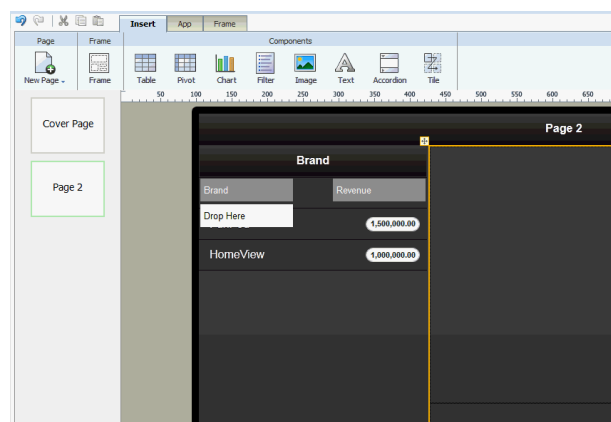 Insert App Frame
Page Frame Components
New Page Frame Table Pivot Chart Filter Image Text Accordion Tile
50 100 150 200 250 300 350 400 450 500 550 600 650
Cover Page
Page 2
Page 2
Brand
Brand Revenue
Drop Here
1,500,000.00
HomeView 1,000,000.00